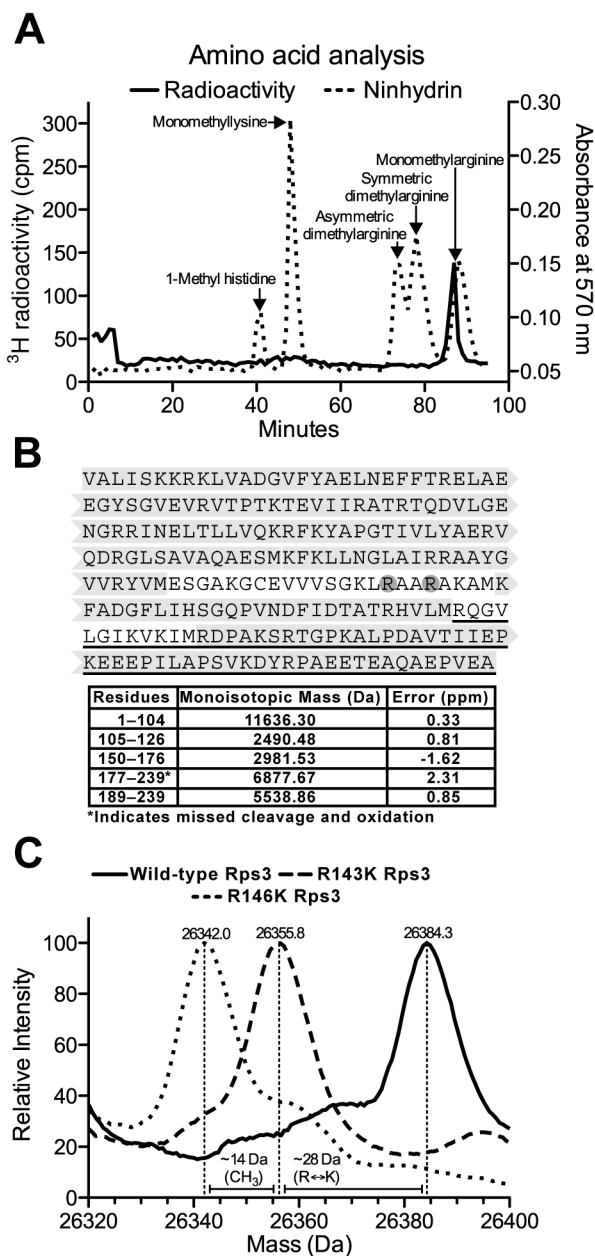 A
Amino acid analysis
Radioactivity
Ninhydrin
³H radioactivity (cpm)
300
250
200
150
100
50
0
Absorbance at 570 nm
0.30
0.28
0.20
0.15
0.10
0.05
Monomethyllysine
Monomethylarginine
Symmetric
dimethylarginine
Asymmetric
dimethylarginine
1-Methyl histidine
0 20 40 60 80 100
Minutes
B
VALISKKRKLVADGVFYAELNEFFTRELAE
EGYSGVEVRVTPTKTEVIIRATRTQDVLGE
NGRRINELTLLVQKRFKYAPGTIVLYAERV
QDRGLSAVAQAESMKFKLLNGLAIRRAAYG
VVRYVMESGAKGCEVVVSGKLRAARAKAMK
FADGFLIHSGQPVNDFIDTATRHVLMRQGV
LGIKVKIMRDPAKSRTGPKALPDAVTIIEP
KEEEPILAPSVKDYRPAEETEAQAEPVEA
Residues Monoisotopic Mass (Da) Error (ppm)
1–104 11636.30 0.33
105–126 2490.48 0.81
150–176 2981.53 -1.62
177–239* 6877.67 2.31
189–239 5538.86 0.85
*Indicates missed cleavage and oxidation
C
Wild-type Rps3 R143K Rps3
R146K Rps3
26342.0 26355.8 26384.3
Relative Intensity
100
80
60
40
20
0
~14 Da
(CH₃)
~28 Da
(R↔K)
26320 26340 26360 26380 26400
Mass (Da)